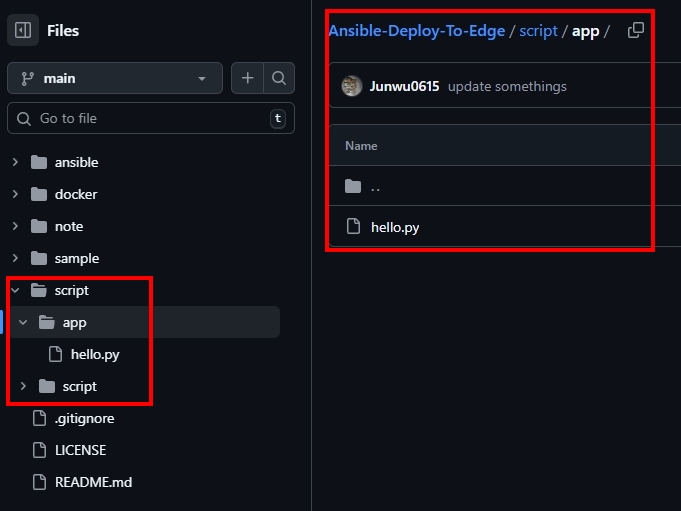 Files
main
Go to file
t
ansible
docker
note
sample
script
app
hello.py
script
.gitignore
LICENSE
README.md
Ansible-Deploy-To-Edge / script / app /
Junwu0615 update somethings
Name
..
hello.py